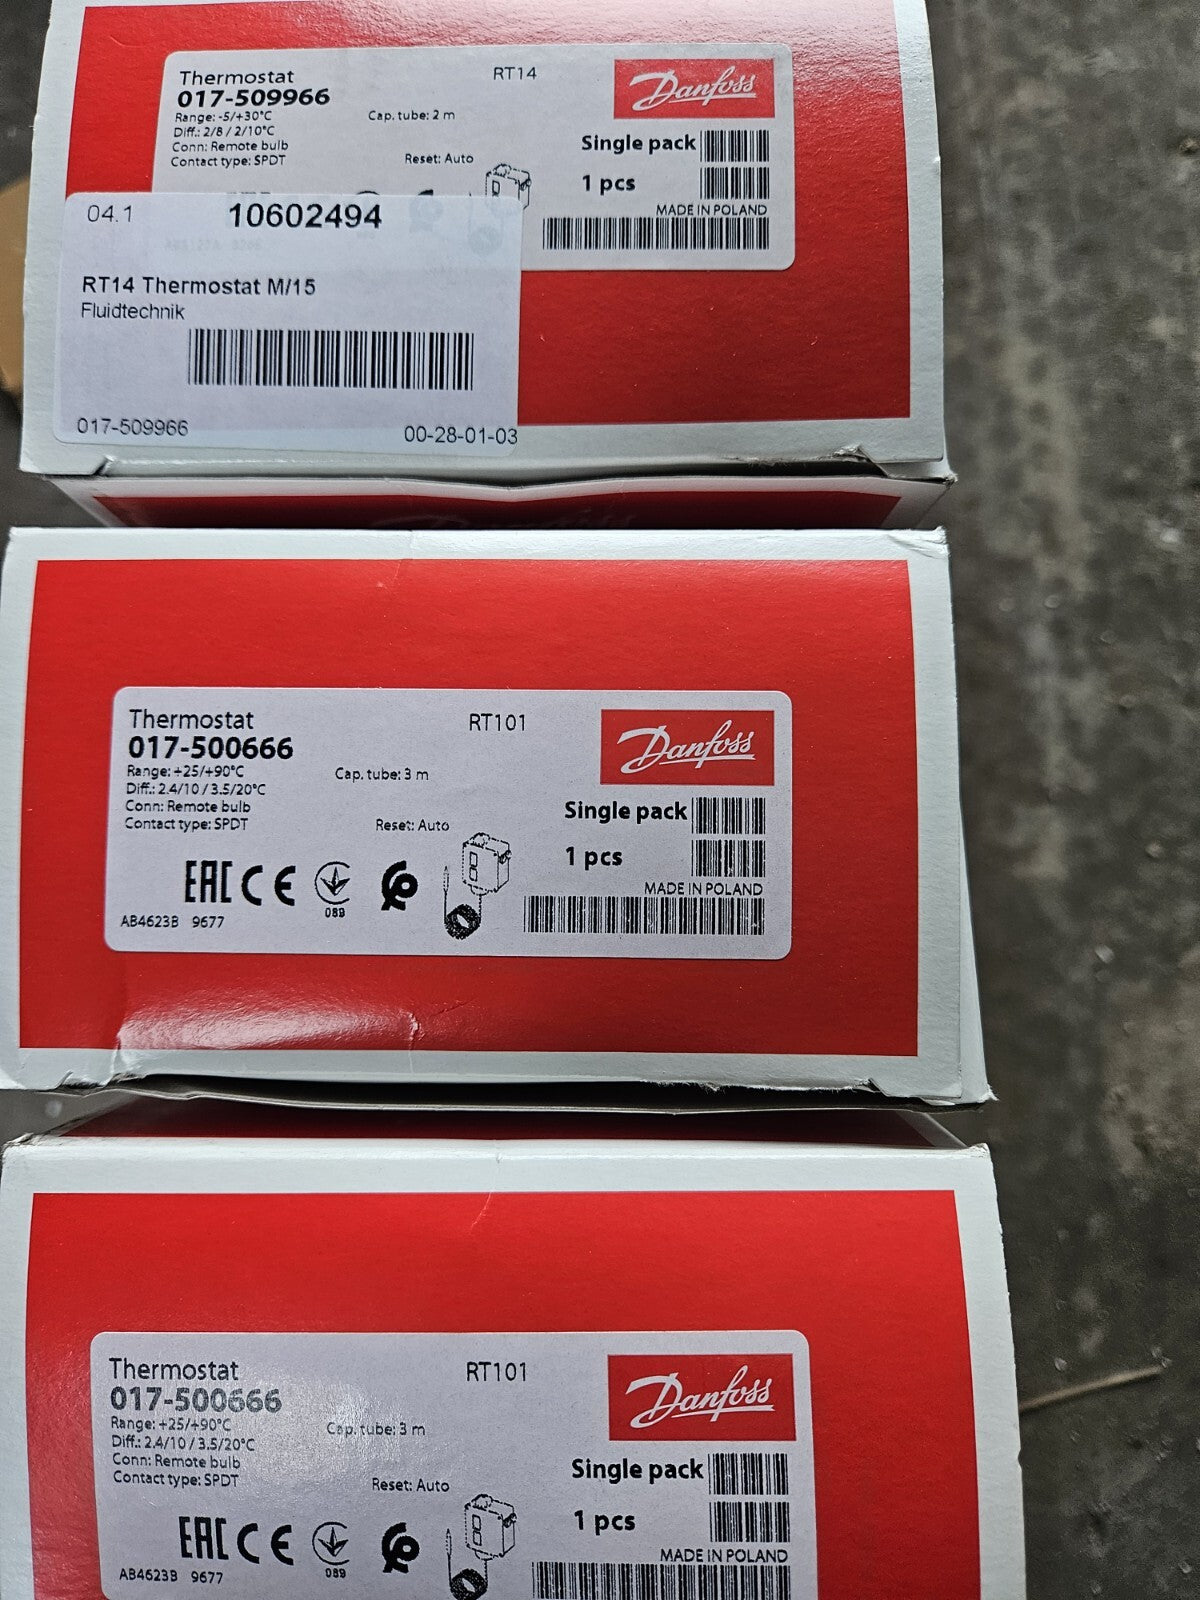 Thermostat
RT14
Danfoss
017-509966
Range: -5/+30°C
Cap. tube: 2 m
Diff.: 2/8 / 2/10°C
Conn: Remote bulb
Single pack
Contact type: SPDT
Reset: Auto
1 pcs
MADE IN POLAND
04.1
10602494
RT14 Thermostat M/15
Fluidtechnik
017-509966
00-28-01-03
Thermostat
RT101
Danfoss
017-500666
Range: +25/+90°C
Cap. tube: 3 m
Diff.: 2.4/10 / 3.5/20°C
Conn: Remote bulb
Single pack
Contact type: SPDT
Reset: Auto
1 pcs
EAC CE
089
MADE IN POLAND
AB4623B 9677
Thermostat
RT101
Danfoss
017-500666
Range: +25/+90°C
Cap. tube: 3 m
Diff.: 2.4/10 / 3.5/20°C
Conn: Remote bulb
Single pack
Contact type: SPDT
Reset: Auto
1 pcs
EAC CE
089
MADE IN POLAND
AB4623B 9677